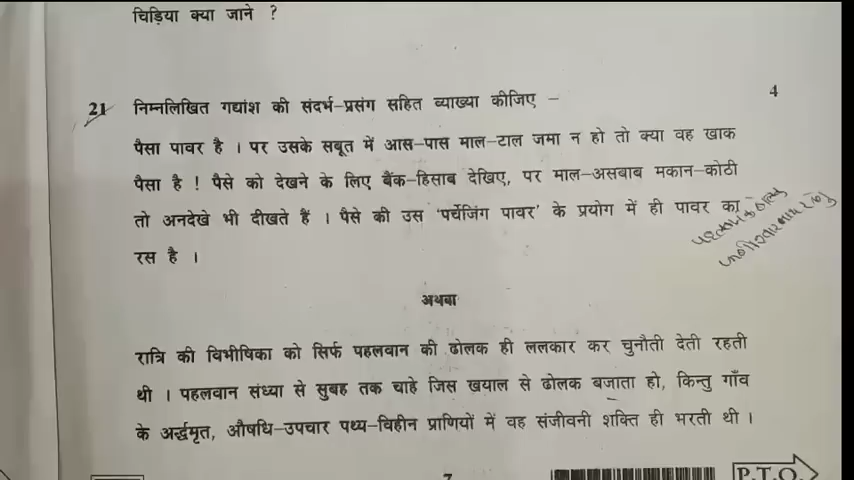 चिड़िया क्या जाने ?
21 निम्नलिखित गद्यांश की संदर्भ-प्रसंग सहित व्याख्या कीजिए – 4
पैसा पावर है । पर उसके सबूत में आस-पास माल-टाल जमा न हो तो क्या वह खाक
पैसा है ! पैसे को देखने के लिए बैंक-हिसाब देखिए, पर माल-असबाब मकान-कोठी
तो अनदेखे भी दीखते हैं । पैसे की उस 'पर्चेजिंग पावर' के प्रयोग में ही पावर का
रस है ।
अथवा
रात्रि की विभीषिका को सिर्फ पहलवान की ढोलक ही ललकार कर चुनौती देती रहती
थी । पहलवान संध्या से सुबह तक चाहे जिस खयाल से ढोलक बजाता हो, किन्तु गाँव
के अर्द्धमृत, औषधि-उपचार पथ्य-विहीन प्राणियों में वह संजीवनी शक्ति ही भरती थी ।
7
P.T.O.